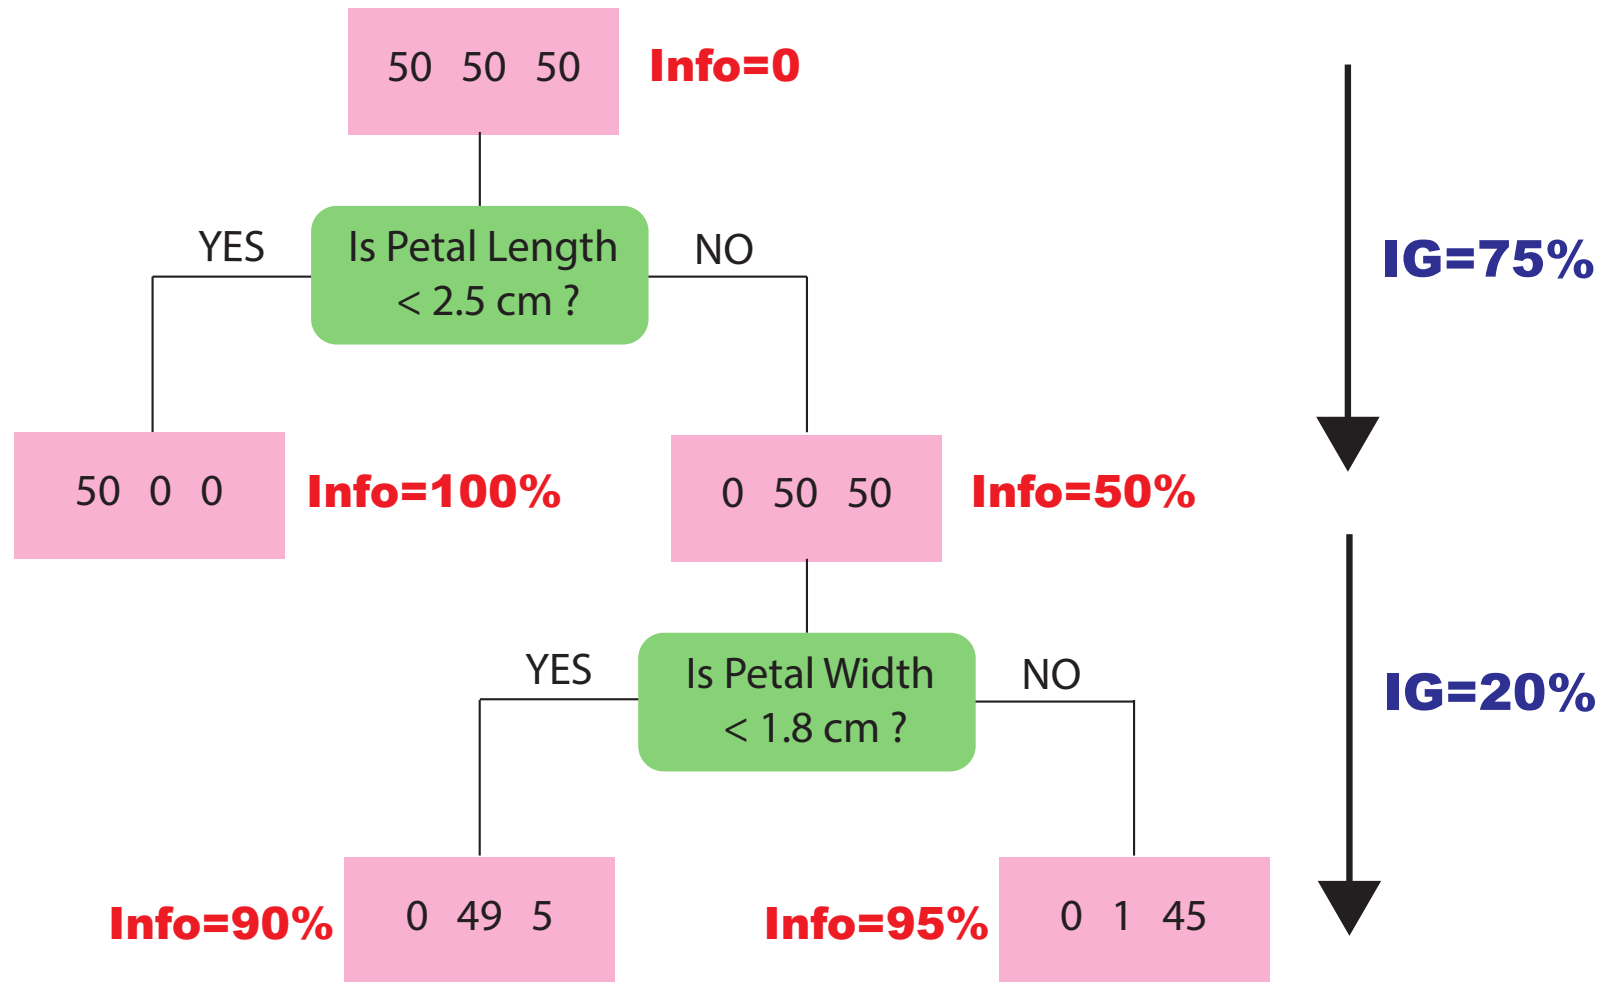 50 50 50
Info=0
YES
Is Petal Length
< 2.5 cm ?
NO
IG=75%
50 0 0
Info=100%
0 50 50
Info=50%
YES
Is Petal Width
< 1.8 cm ?
NO
IG=20%
Info=90%
0 49 5
Info=95%
0 1 45